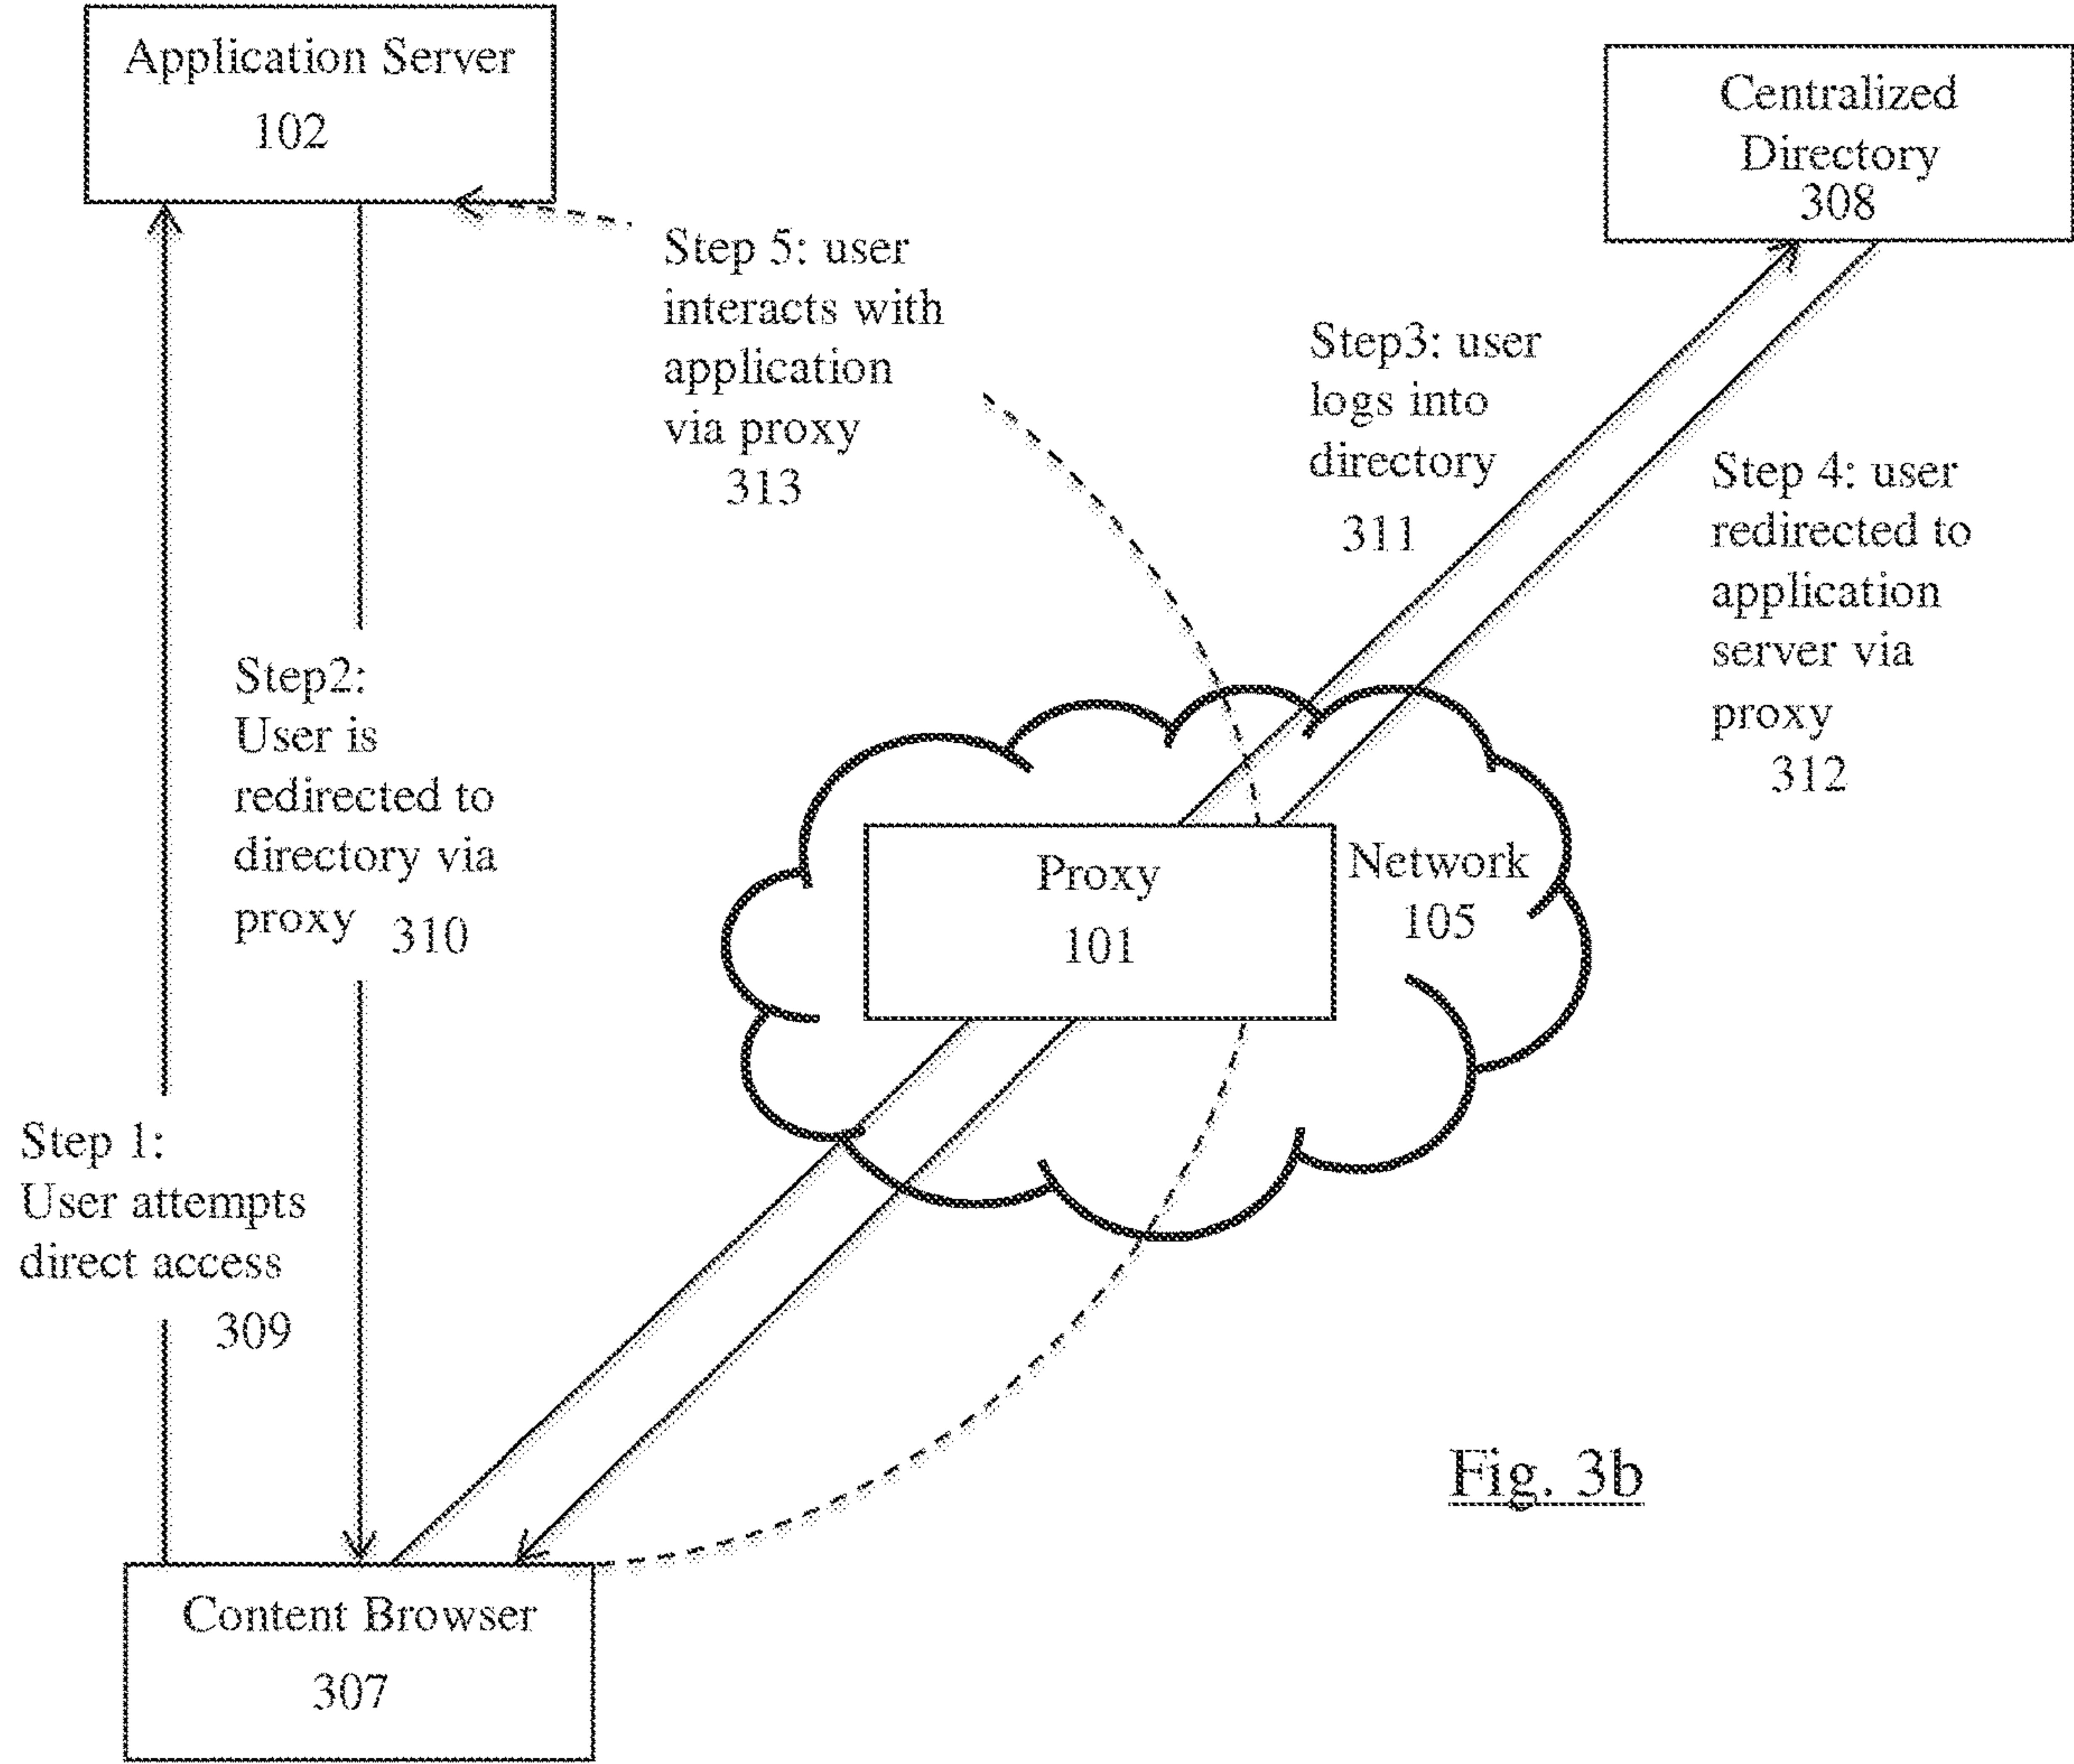 Application Server
102
Centralized
Directory
308
Step 5: user
interacts with
application
via proxy
313
Step3: user
logs into
directory
311
Step 4: user
redirected to
application
server via
proxy
312
Step2:
User is
redirected to
directory via
proxy 310
Proxy
101
Network
105
Step 1:
User attempts
direct access
309
Fig. 3b
Content Browser
307